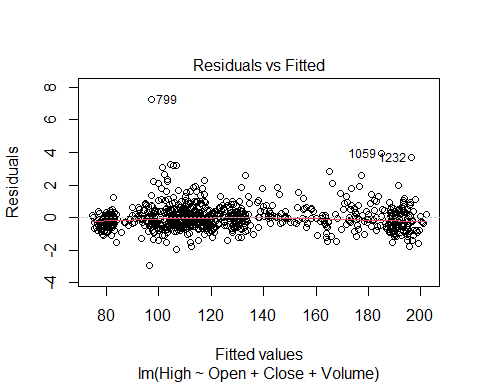 Residuals vs Fitted
Residuals
8
6
4
2
0
-2
-4
799
1059
1232
80 100 120 140 160 180 200
Fitted values
lm(High ~ Open + Close + Volume)